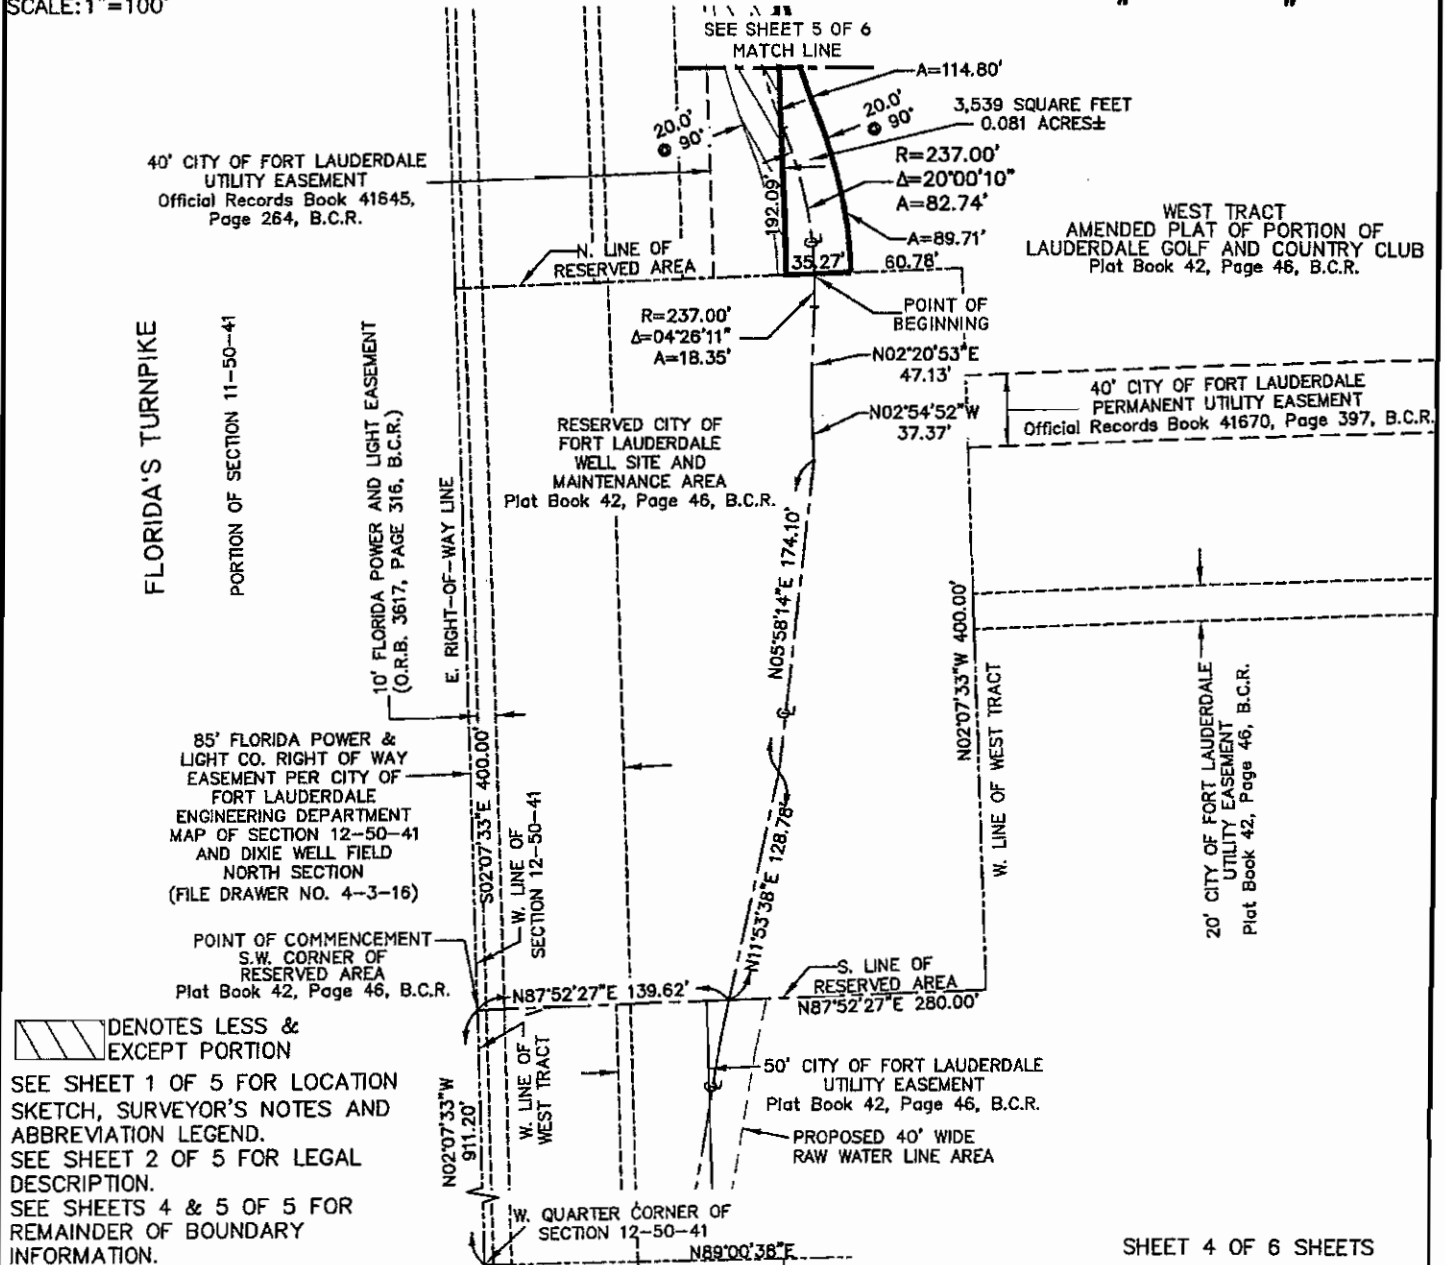 SCALE: 1"=100'
SEE SHEET 5 OF 6
MATCH LINE
A=114.80'
20.0'
@ 90°
20.0'
@ 90°
3,539 SQUARE FEET
0.081 ACRES±
R=237.00'
Δ=20°00'10"
A=82.74'
A=89.71'
192.09'
35.27'
60.78'
40' CITY OF FORT LAUDERDALE
UTILITY EASEMENT
Official Records Book 41645,
Page 264, B.C.R.
WEST TRACT
AMENDED PLAT OF PORTION OF
LAUDERDALE GOLF AND COUNTRY CLUB
Plat Book 42, Page 46, B.C.R.
N. LINE OF
RESERVED AREA
POINT OF
BEGINNING
R=237.00'
Δ=04°26'11"
A=18.35'
N02°20'53"E
47.13'
N02°54'52"W
37.37'
40' CITY OF FORT LAUDERDALE
PERMANENT UTILITY EASEMENT
Official Records Book 41670, Page 397, B.C.R.
FLORIDA'S TURNPIKE
PORTION OF SECTION 11-50-41
10' FLORIDA POWER AND LIGHT EASEMENT
(O.R.B. 3617, PAGE 316, B.C.R.)
E. RIGHT-OF-WAY LINE
RESERVED CITY OF
FORT LAUDERDALE
WELL SITE AND
MAINTENANCE AREA
Plat Book 42, Page 46, B.C.R.
N05°58'14"E 174.10'
N02°07'33"W 400.00'
W. LINE OF WEST TRACT
20' CITY OF FORT LAUDERDALE
UTILITY EASEMENT
Plat Book 42, Page 46, B.C.R.
85' FLORIDA POWER &
LIGHT CO. RIGHT OF WAY
EASEMENT PER CITY OF
FORT LAUDERDALE
ENGINEERING DEPARTMENT
MAP OF SECTION 12-50-41
AND DIXIE WELL FIELD
NORTH SECTION
(FILE DRAWER NO. 4-3-16)
S02°07'33"E 400.00'
W. LINE OF
SECTION 12-50-41
N11°53'38"E 128.78'
POINT OF COMMENCEMENT
S.W. CORNER OF
RESERVED AREA
Plat Book 42, Page 46, B.C.R.
N87°52'27"E 139.62'
S. LINE OF
RESERVED AREA
N87°52'27"E 280.00'
DENOTES LESS &
EXCEPT PORTION
SEE SHEET 1 OF 5 FOR LOCATION
SKETCH, SURVEYOR'S NOTES AND
ABBREVIATION LEGEND.
SEE SHEET 2 OF 5 FOR LEGAL
DESCRIPTION.
SEE SHEETS 4 & 5 OF 5 FOR
REMAINDER OF BOUNDARY
INFORMATION.
N02°07'33"W
911.20'
W. LINE OF
WEST TRACT
50' CITY OF FORT LAUDERDALE
UTILITY EASEMENT
Plat Book 42, Page 46, B.C.R.
PROPOSED 40' WIDE
RAW WATER LINE AREA
W. QUARTER CORNER OF
SECTION 12-50-41
N89°00'38"E
SHEET 4 OF 6 SHEETS